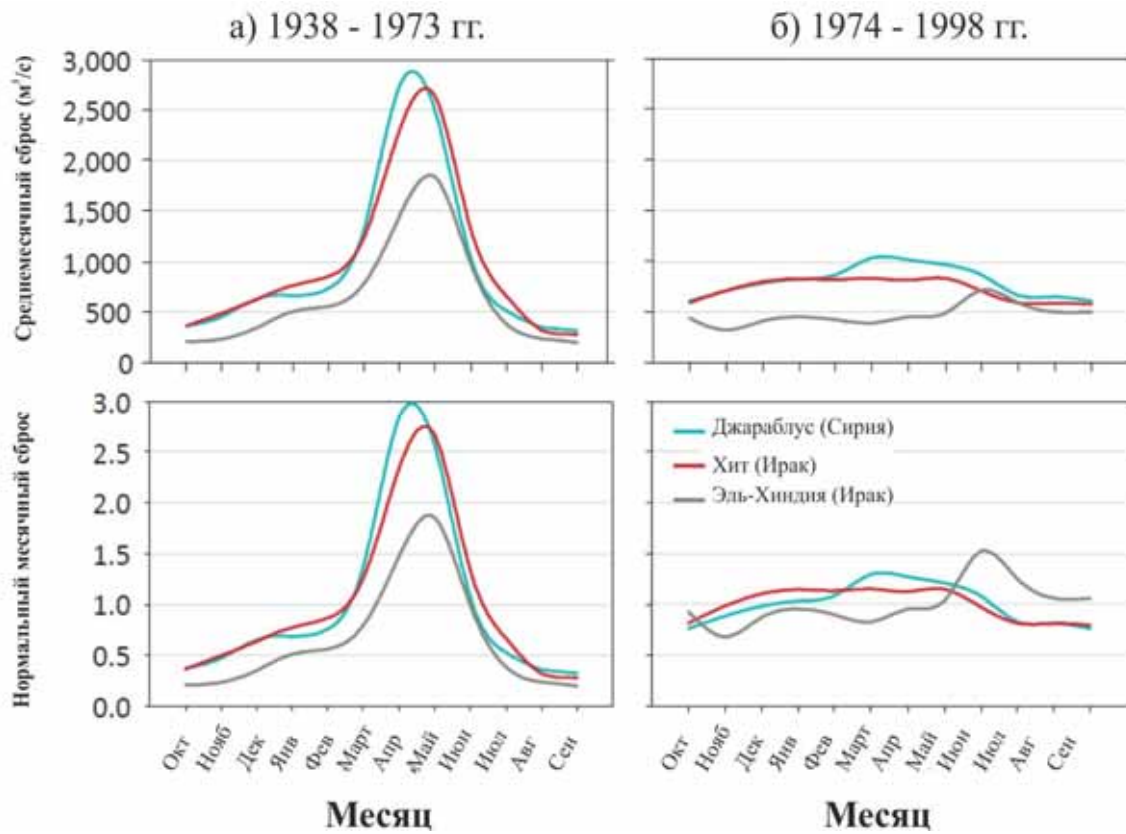 а) 1938 - 1973 гг.
б) 1974 - 1998 гг.
Среднемесячный сброс (м³/с)
3,000
2,500
2,000
1,500
1,000
500
0
Нормальный месячный сброс
3.0
2.5
2.0
1.5
1.0
0.5
0.0
Джараблус (Сирия)
Хит (Ирак)
Эль-Хиндия (Ирак)
Окт Нояб Дек Янв Фев Март Апр Май Июн Июл Авг Сен
Окт Нояб Дек Янв Фев Март Апр Май Июн Июл Авг Сен
Месяц
Месяц